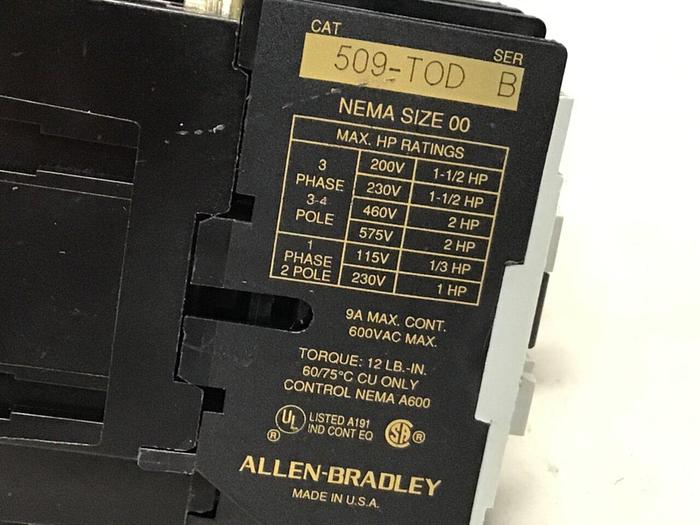 CAT SER
509-TOD B
NEMA SIZE 00
MAX. HP RATINGS
3 PHASE 3-4 POLE
200V 1-1/2 HP
230V 1-1/2 HP
460V 2 HP
575V 2 HP
1 PHASE 2 POLE
115V 1/3 HP
230V 1 HP
9A MAX. CONT.
600VAC MAX.
TORQUE: 12 LB.-IN.
60/75°C CU ONLY
CONTROL NEMA A600
UL ® LISTED A191
IND CONT EQ
SA ®
ALLEN-BRADLEY
MADE IN U.S.A.